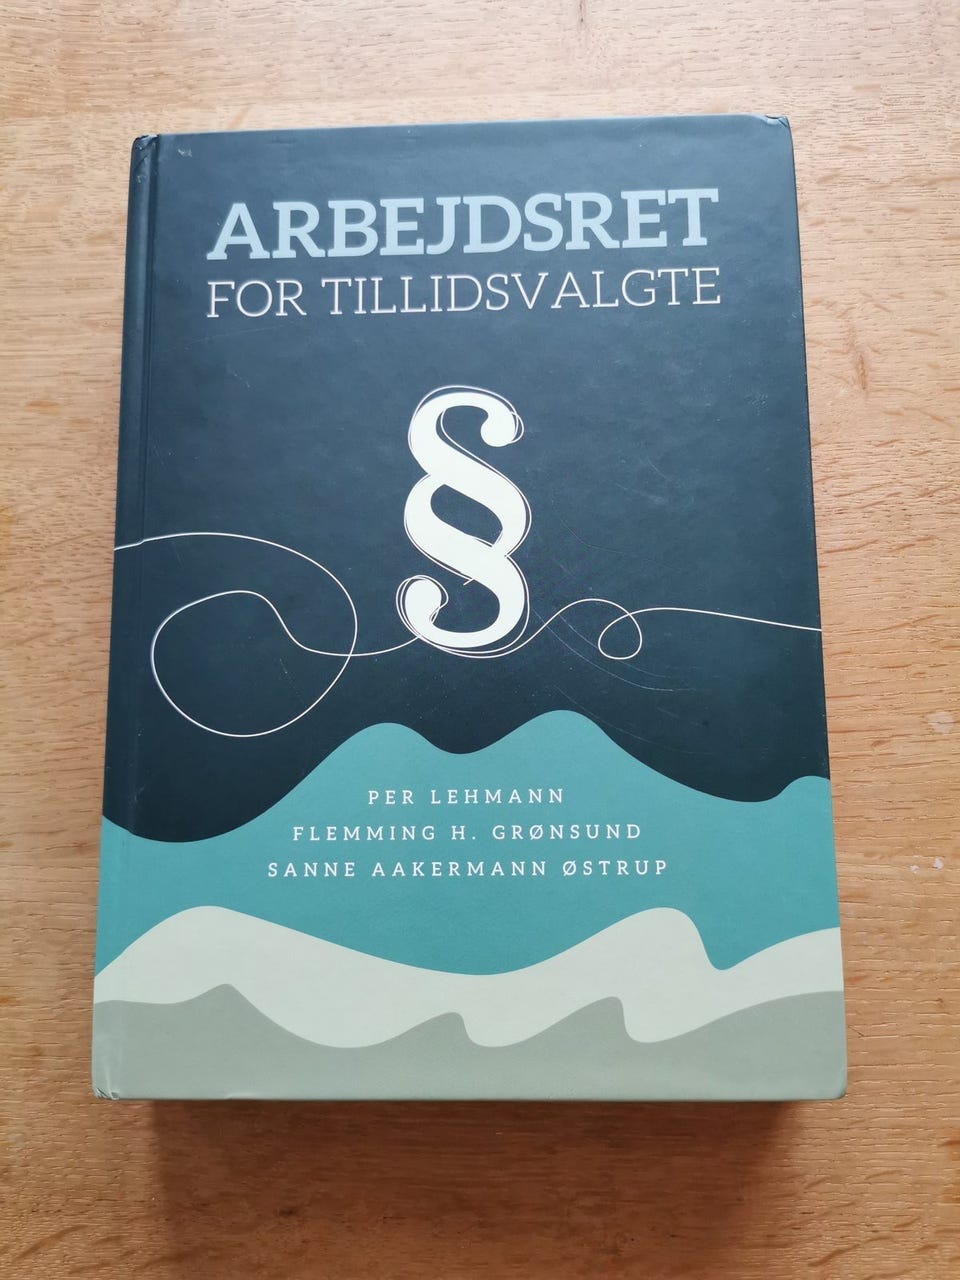 ARBEJDSRET
FOR TILLIDSVALGTE
§
PER LEHMANN
FLEMMING H. GRØNSUND
SANNE AAKERMANN ØSTRUP